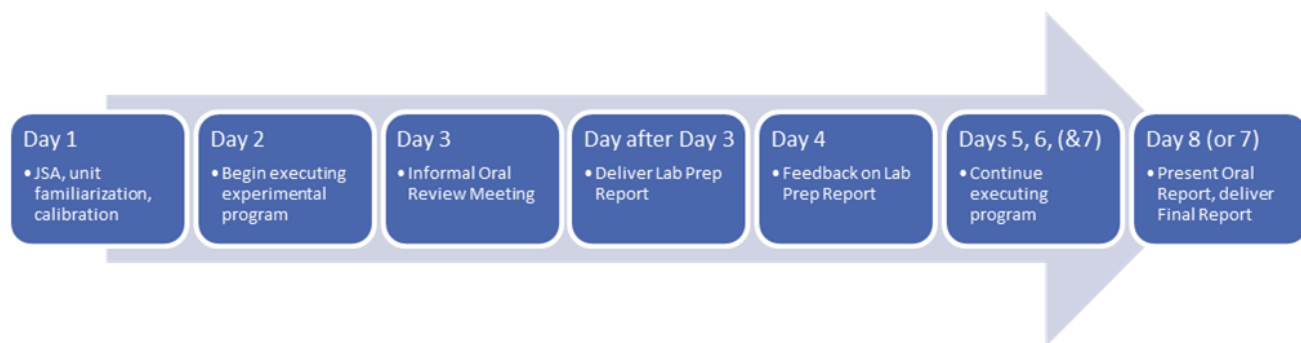 Day 1
• JSA, unit
familiarization,
calibration
Day 2
• Begin executing
experimental
program
Day 3
• Informal Oral
Review Meeting
Day after Day 3
• Deliver Lab Prep
Report
Day 4
• Feedback on Lab
Prep Report
Days 5, 6, (&7)
• Continue
executing
program
Day 8 (or 7)
• Present Oral
Report, deliver
Final Report